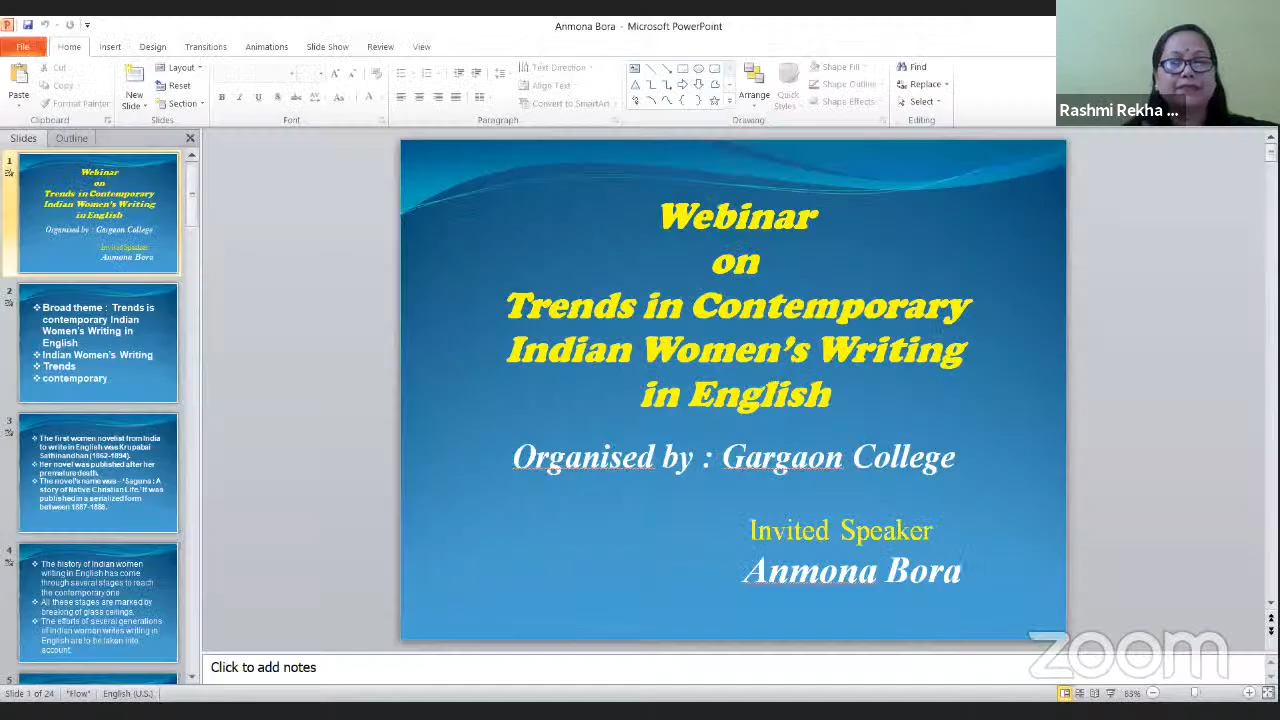 Anmona Bora - Microsoft PowerPoint
File Home Insert Design Transitions Animations Slide Show Review View
Paste
Cut
Copy
Format Painter
Clipboard
New
Slide
Layout
Reset
Section
Slides
Font
Text Direction
Align Text
Convert to SmartArt
Paragraph
Arrange
Quick
Styles
Shape Fill
Shape Outline
Shape Effects
Drawing
Find
Replace
Select
Editing
Rashmi Rekha ...
Slides Outline
1
Webinar
on
Trends in Contemporary
Indian Women's Writing
in English
Organised by : Gargaon College
Invited Speaker
Anmona Bora
2
Broad theme : Trends is
contemporary Indian
Women's Writing in
English
Indian Women's Writing
Trends
contemporary
3
The first women novelist from India
to write in English was Krupabai
Sathinandhan (1862-1894).
Her novel was published after her
premature death.
The novel's name was – 'Saguna : A
story of Native Christian Life.' It was
published in a serialized form
between 1887-1888.
4
The history of Indian women
writing in English has come
through several stages to reach
the contemporary one
All these stages are marked by
breaking of glass ceilings.
The efforts of several generations
of Indian woman writes writing in
English are to be taken into
account.
5
Webinar
on
Trends in Contemporary
Indian Women's Writing
in English
Organised by : Gargaon College
Invited Speaker
Anmona Bora
zoom
Click to add notes
Slide 1 of 24 "Flow" English (U.S.)
83%